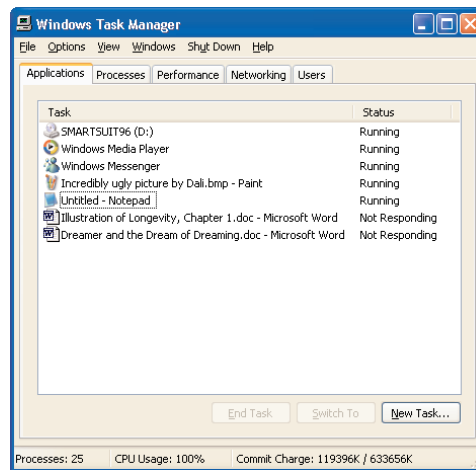 Windows Task Manager
File Options View Windows Shut Down Help
Applications Processes Performance Networking Users
Task Status
SMARTSUIT96 (D:) Running
Windows Media Player Running
Windows Messenger Running
Incredibly ugly picture by Dali.bmp - Paint Running
Untitled - Notepad Running
Illustration of Longevity, Chapter 1.doc - Microsoft Word Not Responding
Dreamer and the Dream of Dreaming.doc - Microsoft Word Not Responding
End Task Switch To New Task...
Processes: 25 CPU Usage: 100% Commit Charge: 119396K / 633656K